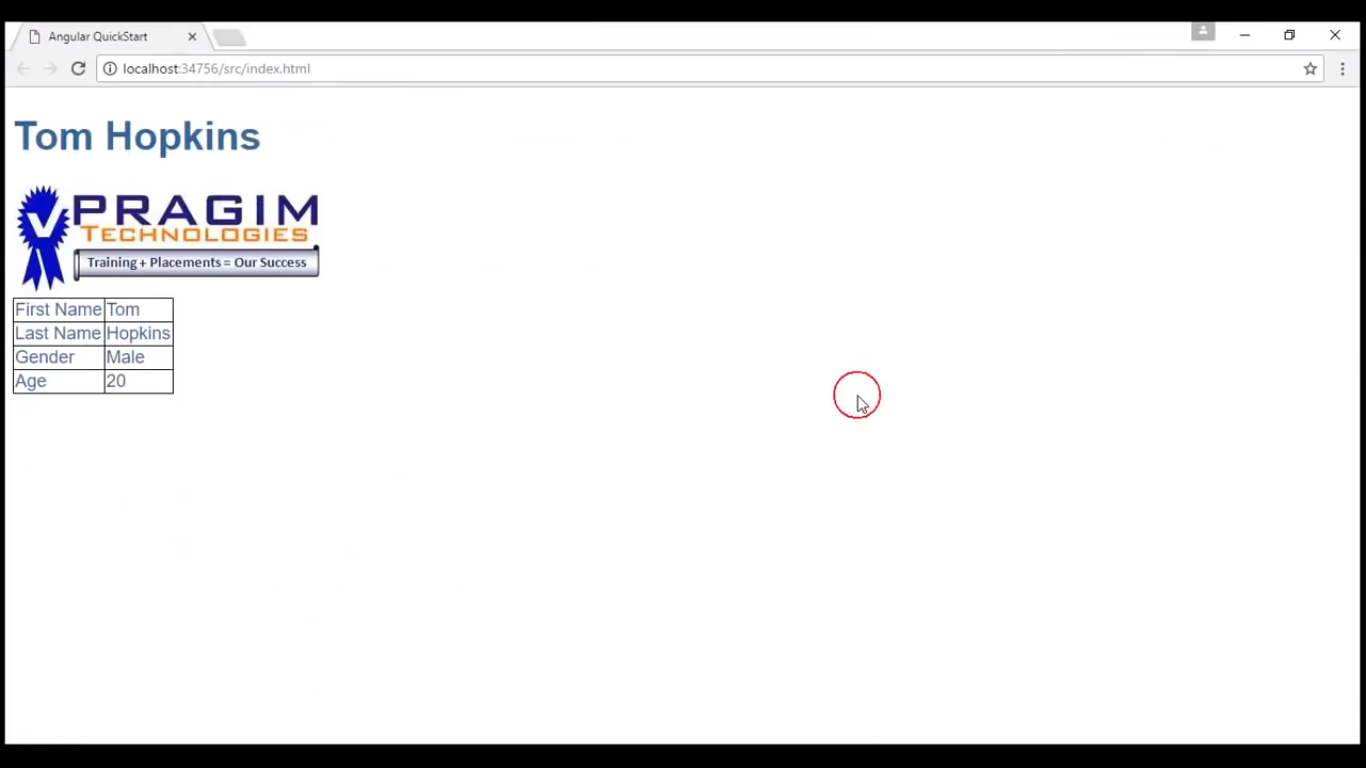 Angular QuickStart
localhost:34756/src/index.html
Tom Hopkins
PRAGIM
TECHNOLOGIES
Training + Placements = Our Success
First Name Tom
Last Name Hopkins
Gender Male
Age 20